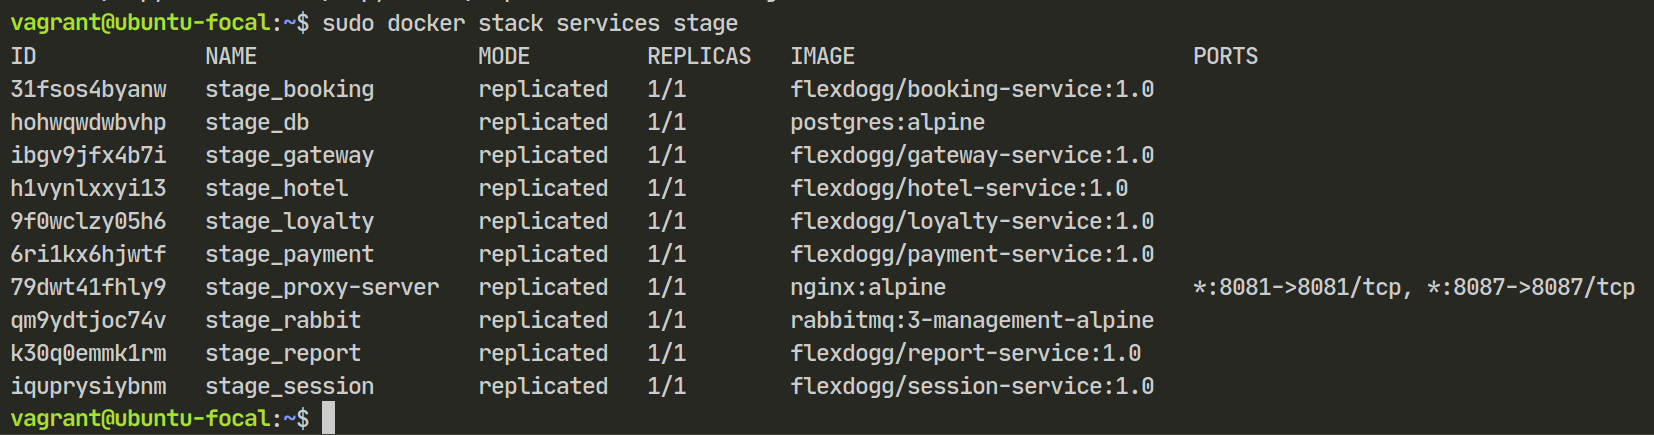 vagrant@ubuntu-focal:~$ sudo docker stack services stage
ID NAME MODE REPLICAS IMAGE PORTS
31fsos4byanw stage_booking replicated 1/1 flexdogg/booking-service:1.0
hohwqwdwbvhp stage_db replicated 1/1 postgres:alpine
ibgv9jfx4b7i stage_gateway replicated 1/1 flexdogg/gateway-service:1.0
h1vynlxxyi13 stage_hotel replicated 1/1 flexdogg/hotel-service:1.0
9f0wclzy05h6 stage_loyalty replicated 1/1 flexdogg/loyalty-service:1.0
6ri1kx6hjwtf stage_payment replicated 1/1 flexdogg/payment-service:1.0
79dwt41fhly9 stage_proxy-server replicated 1/1 nginx:alpine *:8081->8081/tcp, *:8087->8087/tcp
qm9ydtjoc74v stage_rabbit replicated 1/1 rabbitmq:3-management-alpine
k30q0emmk1rm stage_report replicated 1/1 flexdogg/report-service:1.0
iquprysiybnm stage_session replicated 1/1 flexdogg/session-service:1.0
vagrant@ubuntu-focal:~$